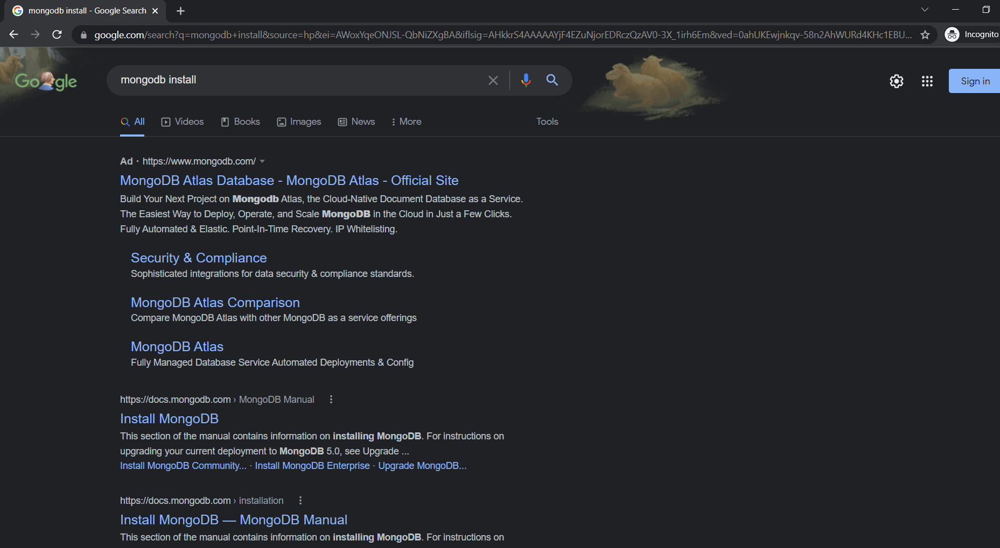 mongodb install - Google Search
google.com/search?q=mongodb+install&source=hp&ei=AWoxYqeONJSL-QbNiZXgBA&iflsig=AHkkrS4AAAAAYjF4EZuNjorEDRczQzAV0-3X_1irh6Em&ved=0ahUKEwjnkqv-58n2AhWURd4KHc1EBU...
Incognito
Google
mongodb install
Sign in
All Videos Books Images News More Tools
Ad · https://www.mongodb.com/
MongoDB Atlas Database - MongoDB Atlas - Official Site
Build Your Next Project on Mongodb Atlas, the Cloud-Native Document Database as a Service.
The Easiest Way to Deploy, Operate, and Scale MongoDB in the Cloud in Just a Few Clicks.
Fully Automated & Elastic. Point-In-Time Recovery. IP Whitelisting.
Security & Compliance
Sophisticated integrations for data security & compliance standards.
MongoDB Atlas Comparison
Compare MongoDB Atlas with other MongoDB as a service offerings
MongoDB Atlas
Fully Managed Database Service Automated Deployments & Config
https://docs.mongodb.com › MongoDB Manual
Install MongoDB
This section of the manual contains information on installing MongoDB. For instructions on
upgrading your current deployment to MongoDB 5.0, see Upgrade ...
Install MongoDB Community... · Install MongoDB Enterprise · Upgrade MongoDB...
https://docs.mongodb.com › installation
Install MongoDB — MongoDB Manual
This section of the manual contains information on installing MongoDB. For instructions on